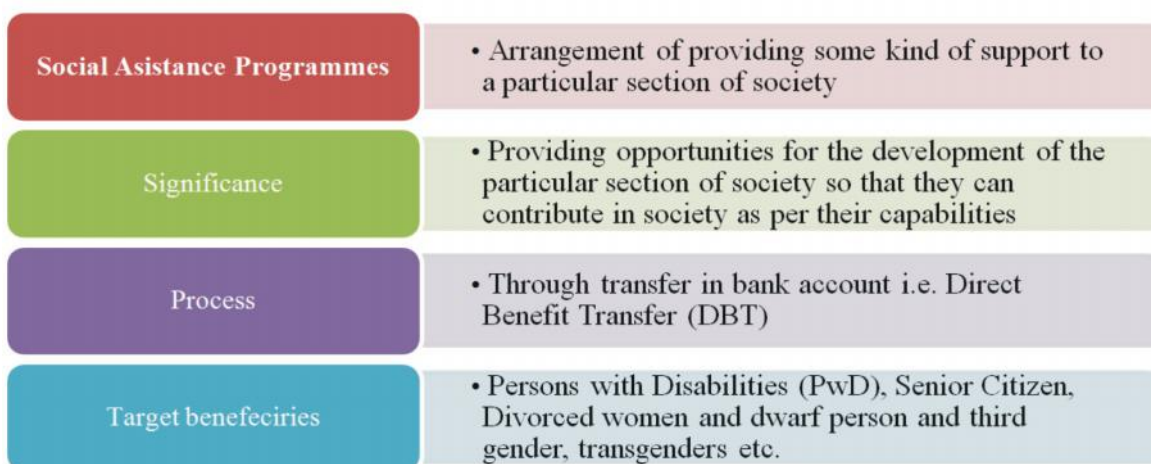 Social Asistance Programmes
• Arrangement of providing some kind of support to
a particular section of society
Significance
• Providing opportunities for the development of the
particular section of society so that they can
contribute in society as per their capabilities
Process
• Through transfer in bank account i.e. Direct
Benefit Transfer (DBT)
Target benefeciries
• Persons with Disabilities (PwD), Senior Citizen,
Divorced women and dwarf person and third
gender, transgenders etc.